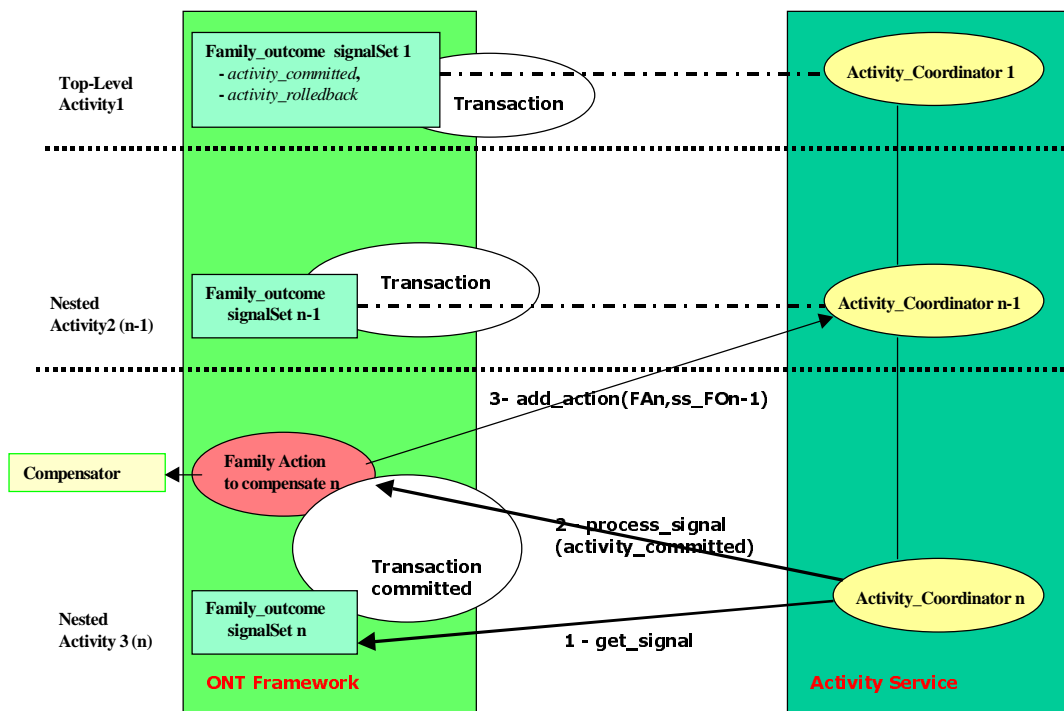 Top-Level
Activity1
Family_outcome signalSet 1
- activity_committed,
- activity_rolledback
Transaction
Activity_Coordinator 1
Nested
Activity2 (n-1)
Family_outcome
signalSet n-1
Transaction
Activity_Coordinator n-1
3- add_action(FAn,ss_FOn-1)
Compensator
Family Action
to compensate n
2 - process_signal
(activity_committed)
Transaction
committed
Nested
Activity 3 (n)
Family_outcome
signalSet n
Activity_Coordinator n
1 - get_signal
ONT Framework
Activity Service